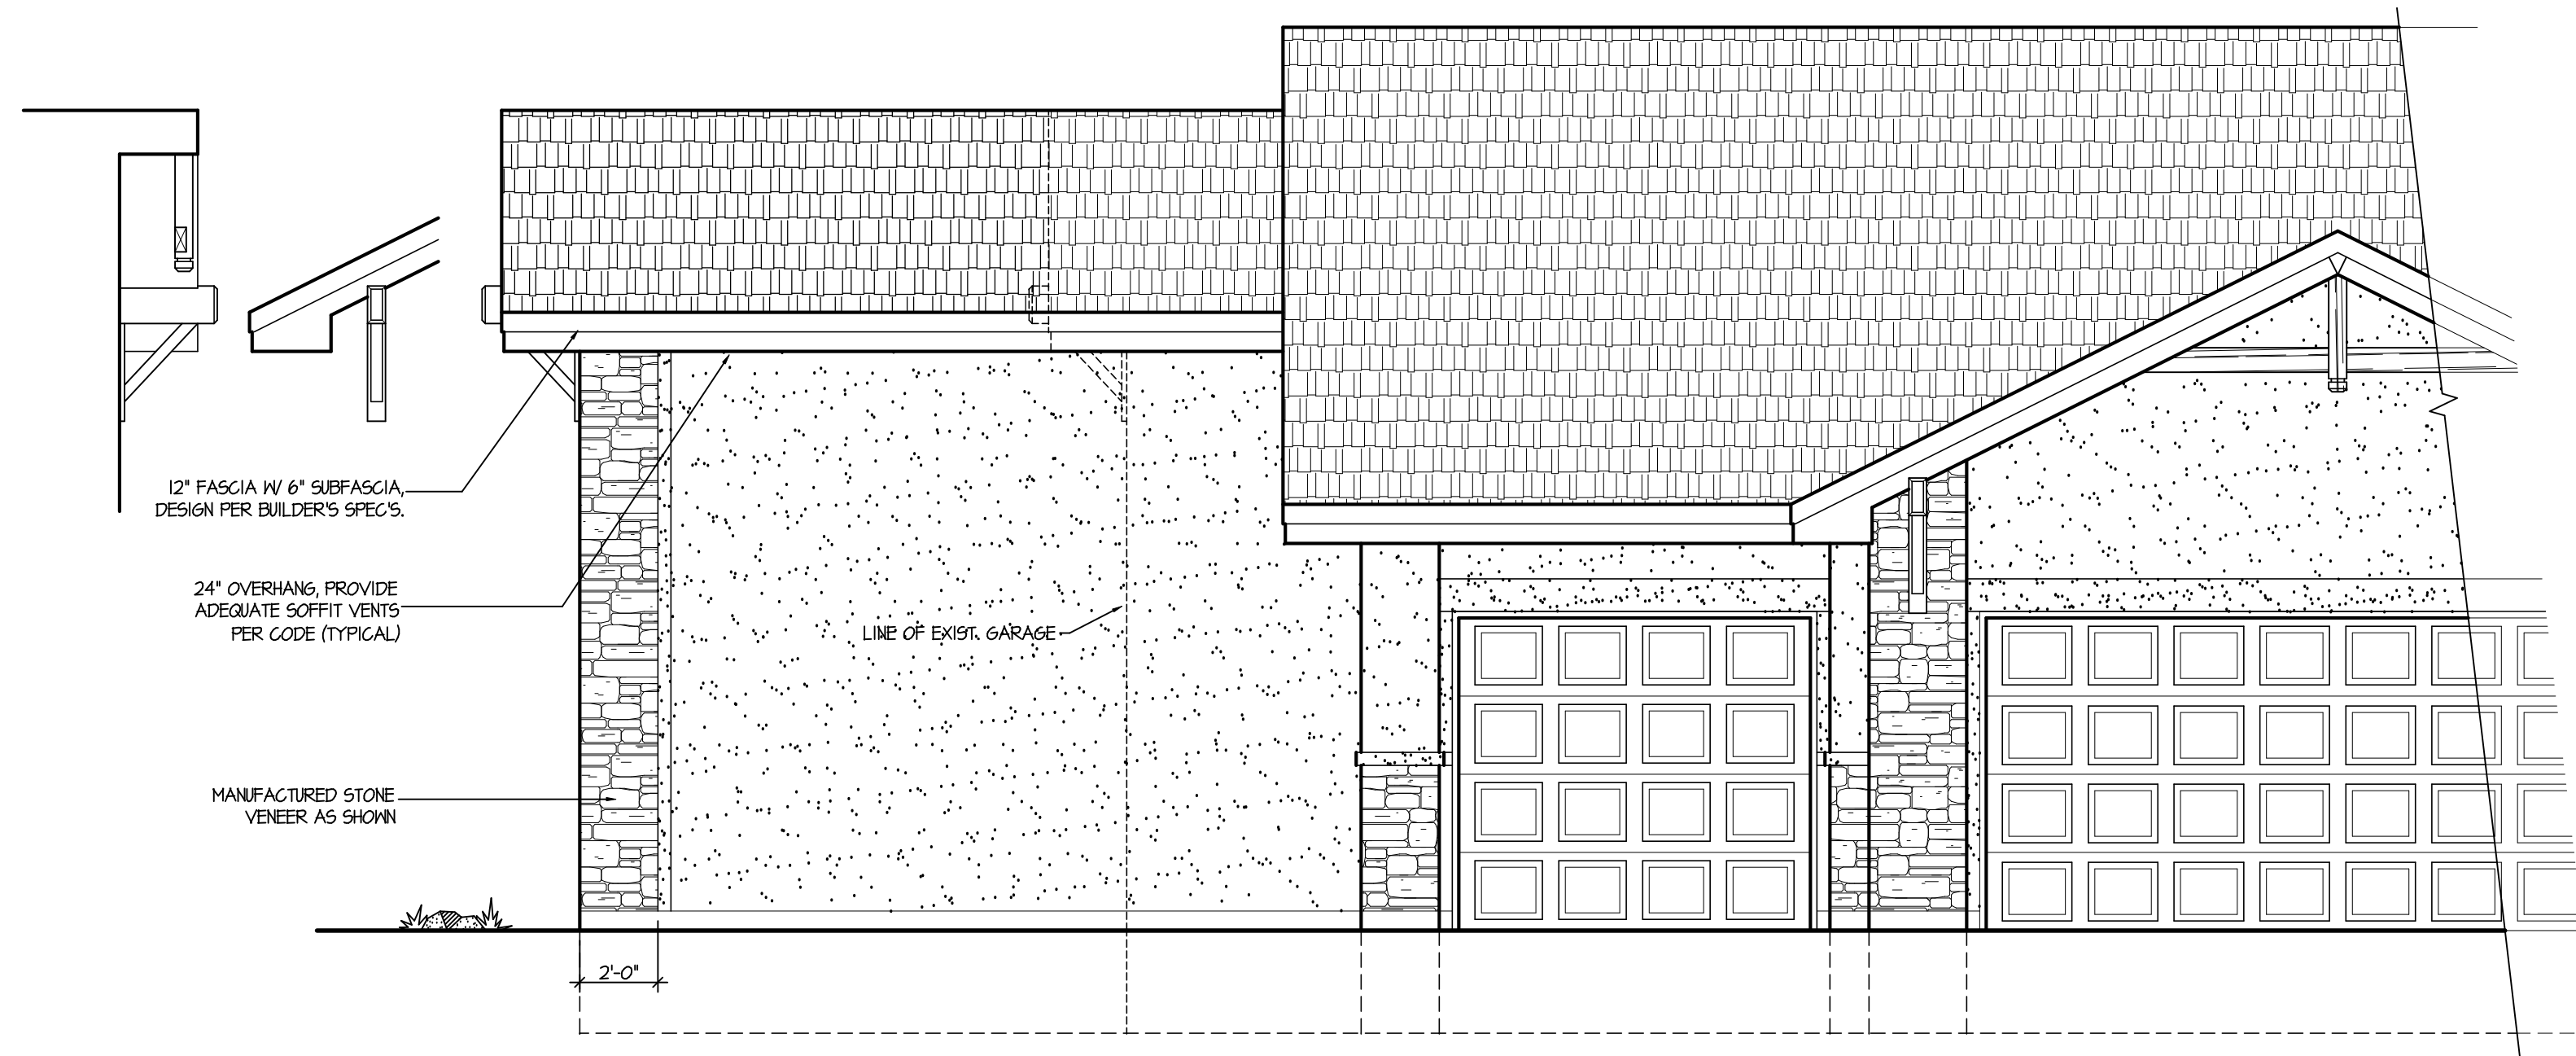 12" FASCIA W/ 6" SUBFASCIA,
DESIGN PER BUILDER'S SPEC'S.
24" OVERHANG, PROVIDE
ADEQUATE SOFFIT VENTS
PER CODE (TYPICAL)
LINE OF EXIST. GARAGE
MANUFACTURED STONE
VENEER AS SHOWN
2'-0"